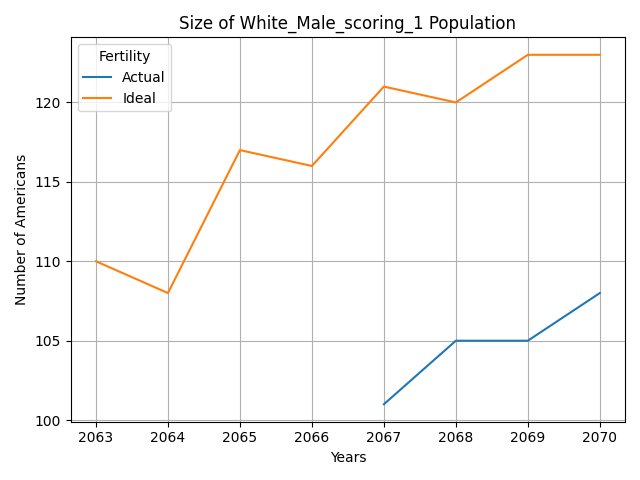 Size of White_Male_scoring_1 Population
Fertility
Actual
Ideal
Number of Americans
120
115
110
105
100
2063 2064 2065 2066 2067 2068 2069 2070
Years